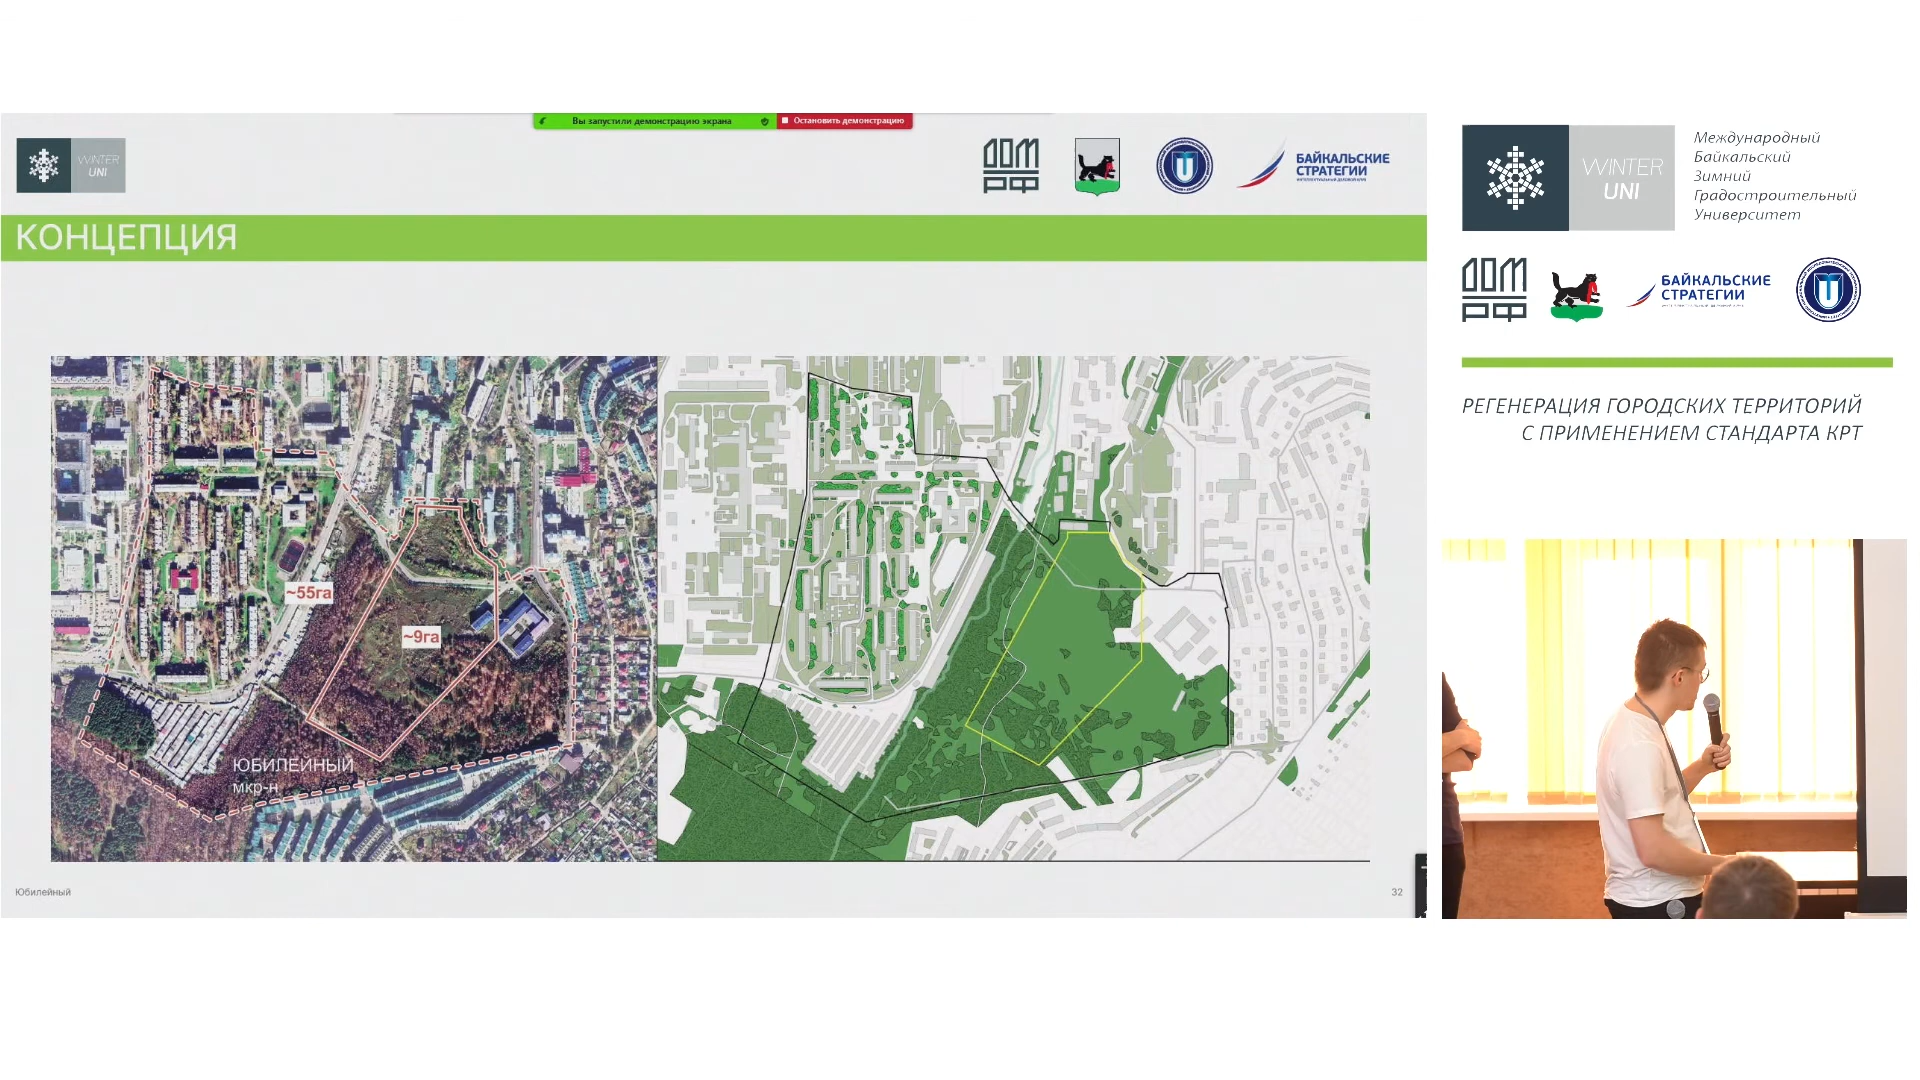 Вы запустили демонстрацию экрана
Остановить демонстрацию
WINTER
UNI
ДОМ
РФ
БАЙКАЛЬСКИЕ
СТРАТЕГИИ
КОНЦЕПЦИЯ
~55га
~9га
ЮБИЛЕЙНЫЙ
мкр-н
Юбилейный
32
WINTER
UNI
Международный
Байкальский
Зимний
Градостроительный
Университет
ДОМ
РФ
БАЙКАЛЬСКИЕ
СТРАТЕГИИ
РЕГЕНЕРАЦИЯ ГОРОДСКИХ ТЕРРИТОРИЙ
С ПРИМЕНЕНИЕМ СТАНДАРТА КРТ